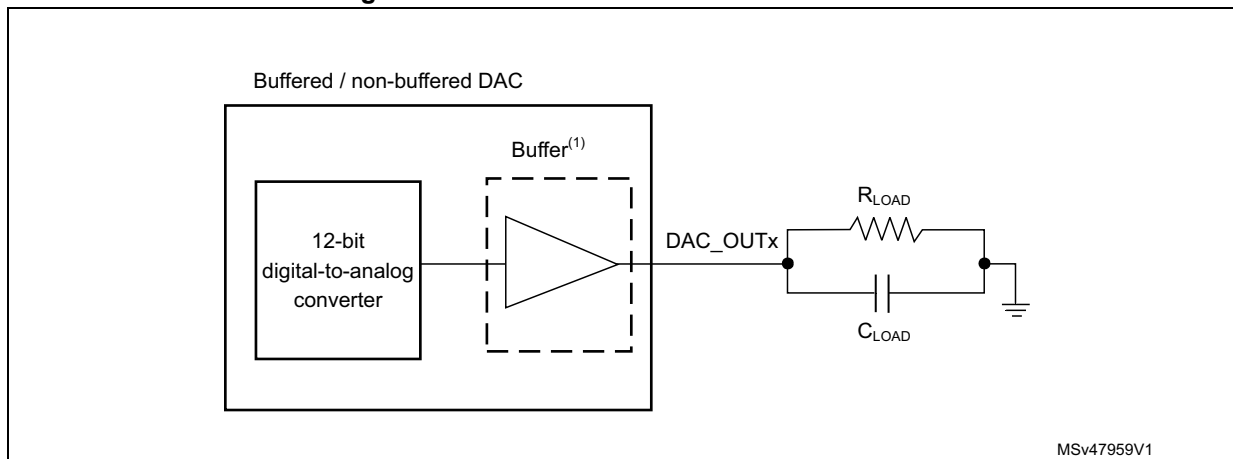 Buffered / non-buffered DAC
Buffer(1)
12-bit
digital-to-analog
converter
DAC_OUTx
RLOAD
CLOAD
MSv47959V1